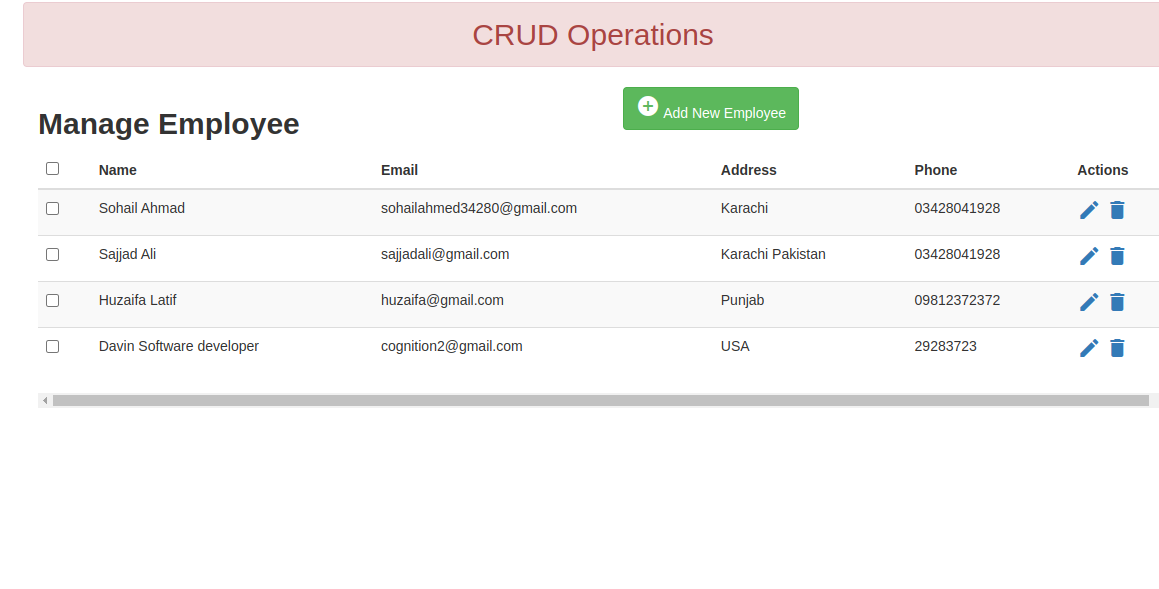 CRUD Operations
Manage Employee
Add New Employee
Name Email Address Phone Actions
Sohail Ahmad sohailahmed34280@gmail.com Karachi 03428041928
Sajjad Ali sajjadali@gmail.com Karachi Pakistan 03428041928
Huzaifa Latif huzaifa@gmail.com Punjab 09812372372
Davin Software developer cognition2@gmail.com USA 29283723